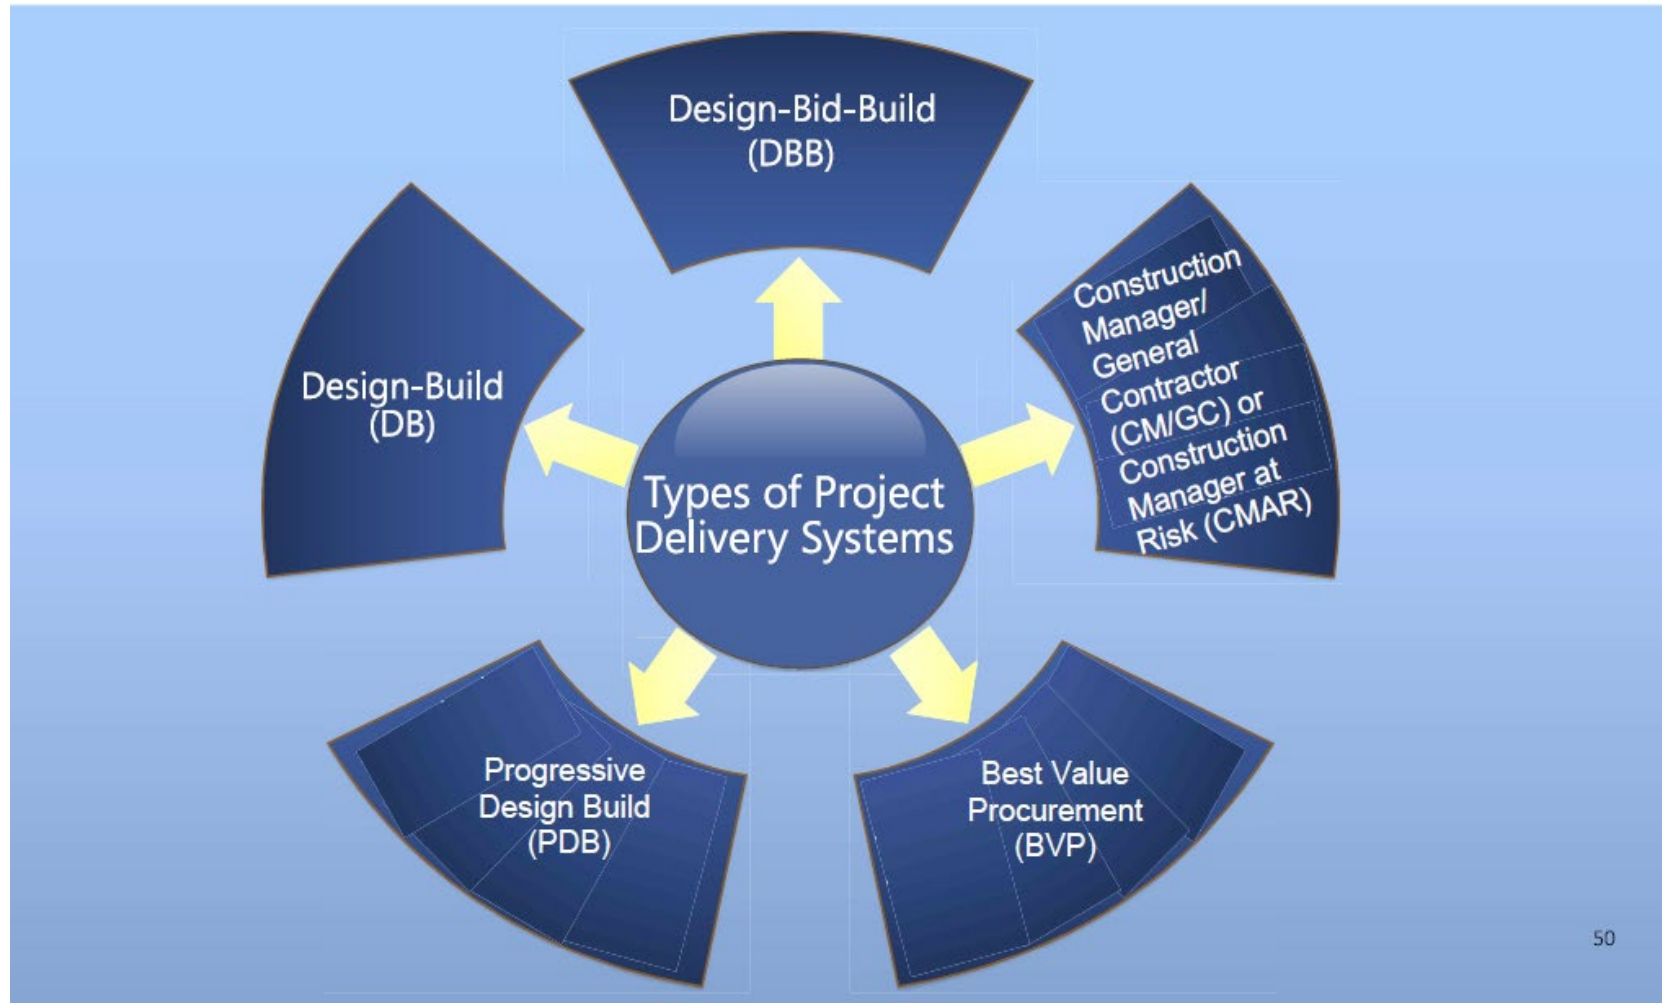 Design-Bid-Build
(DBB)
Design-Build
(DB)
Construction
Manager/
General
Contractor
(CM/GC) or
Construction
Manager at
Risk (CMAR)
Types of Project
Delivery Systems
Progressive
Design Build
(PDB)
Best Value
Procurement
(BVP)
50